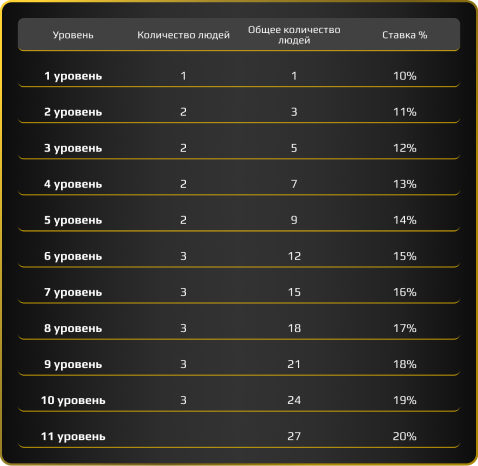 Уровень Количество людей Общее количество людей Ставка %
1 уровень 1 1 10%
2 уровень 2 3 11%
3 уровень 2 5 12%
4 уровень 2 7 13%
5 уровень 2 9 14%
6 уровень 3 12 15%
7 уровень 3 15 16%
8 уровень 3 18 17%
9 уровень 3 21 18%
10 уровень 3 24 19%
11 уровень 27 20%